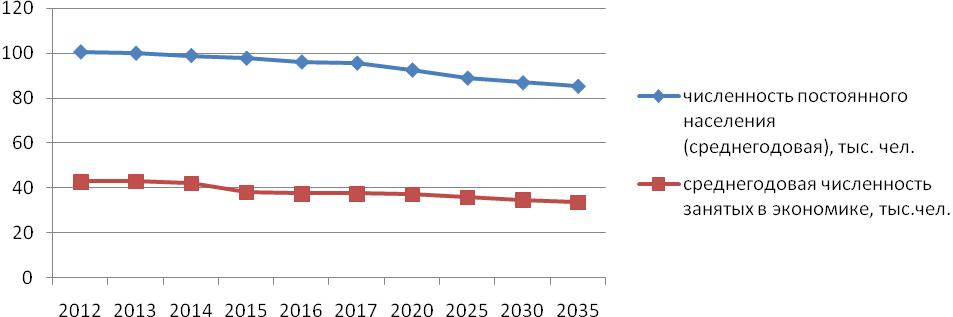 120
100
80
60
40
20
0
2012 2013 2014 2015 2016 2017 2020 2025 2030 2035
численность постоянного
населения
(среднегодовая), тыс. чел.
среднегодовая численность
занятых в экономике, тыс.чел.